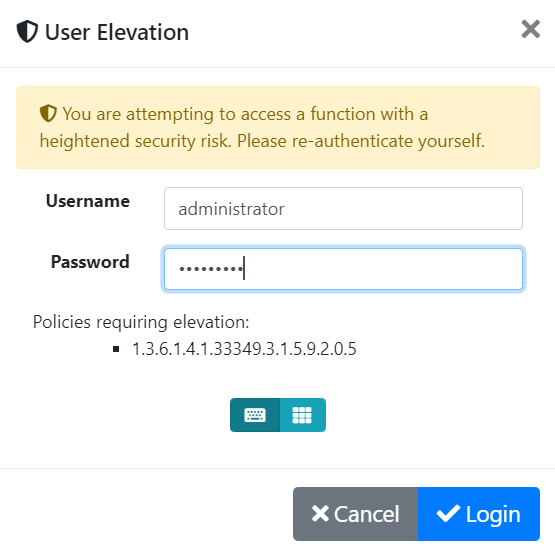 User Elevation
You are attempting to access a function with a
heightened security risk. Please re-authenticate yourself.
Username
administrator
Password
•••••••••
Policies requiring elevation:
▪ 1.3.6.1.4.1.33349.3.1.5.9.2.0.5
Cancel
Login